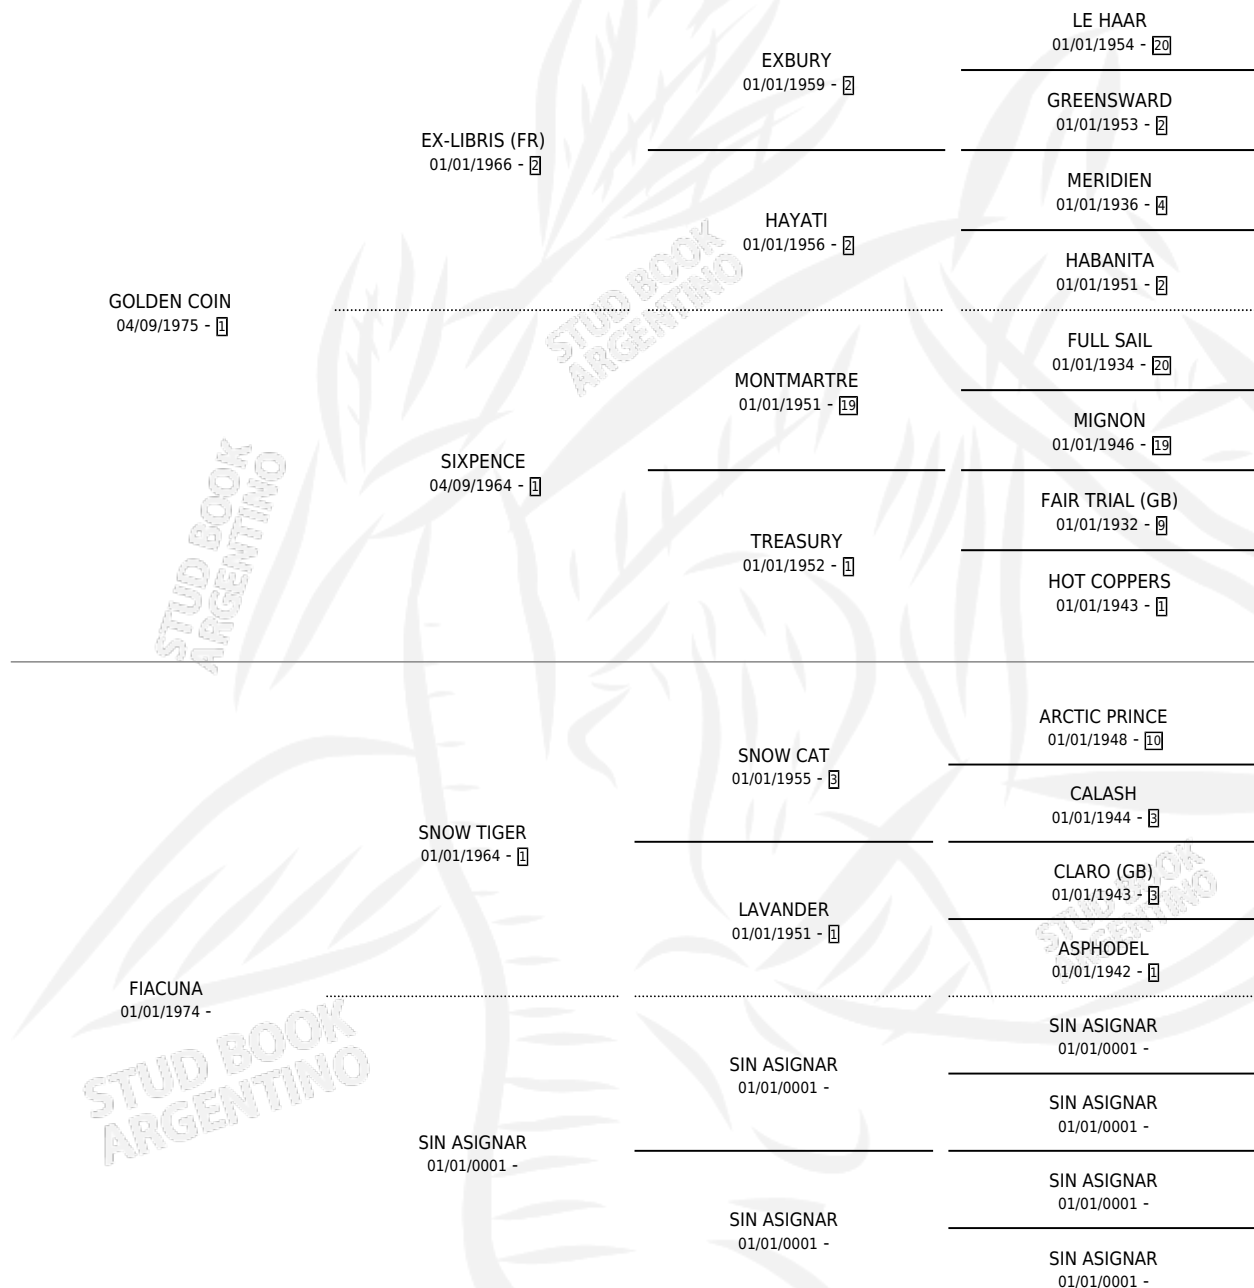 LE HAAR
01/01/1954 - 20
EXBURY
01/01/1959 - 2
GREENSWARD
01/01/1953 - 2
EX-LIBRIS (FR)
01/01/1966 - 2
MERIDIEN
01/01/1936 - 4
HAYATI
01/01/1956 - 2
HABANITA
01/01/1951 - 2
GOLDEN COIN
04/09/1975 - 1
FULL SAIL
01/01/1934 - 20
MONTMARTRE
01/01/1951 - 19
MIGNON
01/01/1946 - 19
SIXPENCE
04/09/1964 - 1
FAIR TRIAL (GB)
01/01/1932 - 9
TREASURY
01/01/1952 - 1
HOT COPPERS
01/01/1943 - 1
ARCTIC PRINCE
01/01/1948 - 10
SNOW CAT
01/01/1955 - 3
CALASH
01/01/1944 - 3
SNOW TIGER
01/01/1964 - 1
CLARO (GB)
01/01/1943 - 3
LAVANDER
01/01/1951 - 1
ASPHODEL
01/01/1942 - 1
FIACUNA
01/01/1974 -
SIN ASIGNAR
01/01/0001 -
SIN ASIGNAR
01/01/0001 -
SIN ASIGNAR
01/01/0001 -
SIN ASIGNAR
01/01/0001 -
SIN ASIGNAR
01/01/0001 -
SIN ASIGNAR
01/01/0001 -
SIN ASIGNAR
01/01/0001 -
STUD BOOK
ARGENTINO
STUD BOOK
ARGENTINO
STUD BOOK
ARGENTINO
STUD BOOK
ARGENTINO